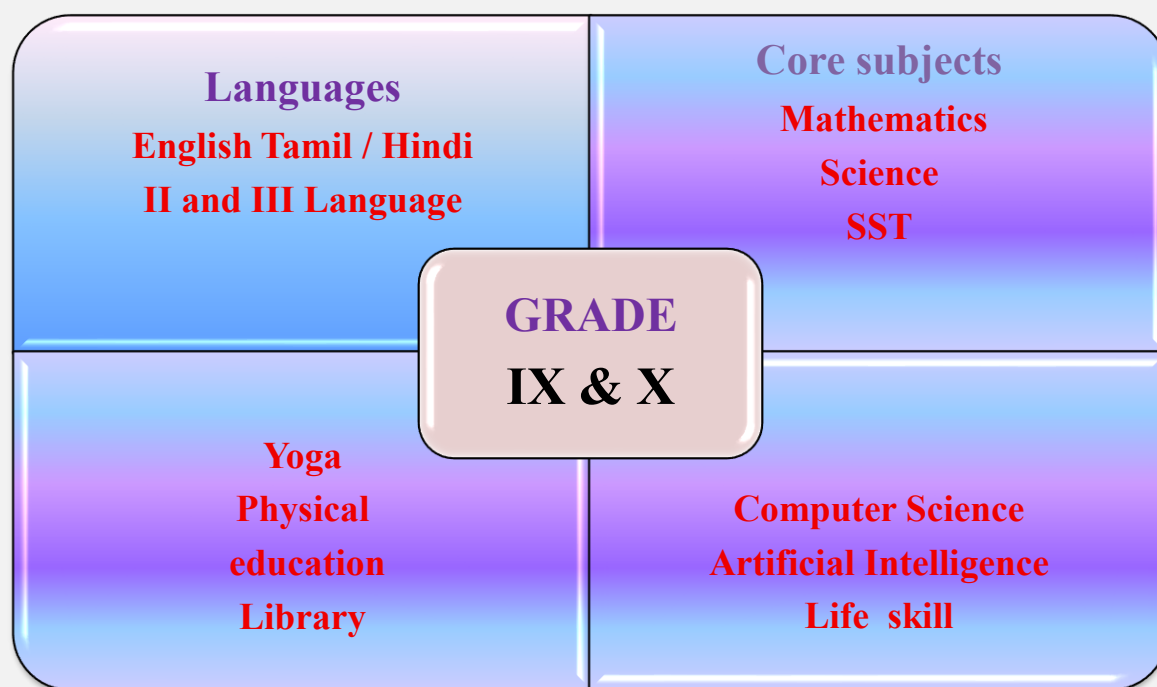 Languages
English Tamil / Hindi
II and III Language
Core subjects
Mathematics
Science
SST
GRADE
IX & X
Yoga
Physical
education
Library
Computer Science
Artificial Intelligence
Life skill